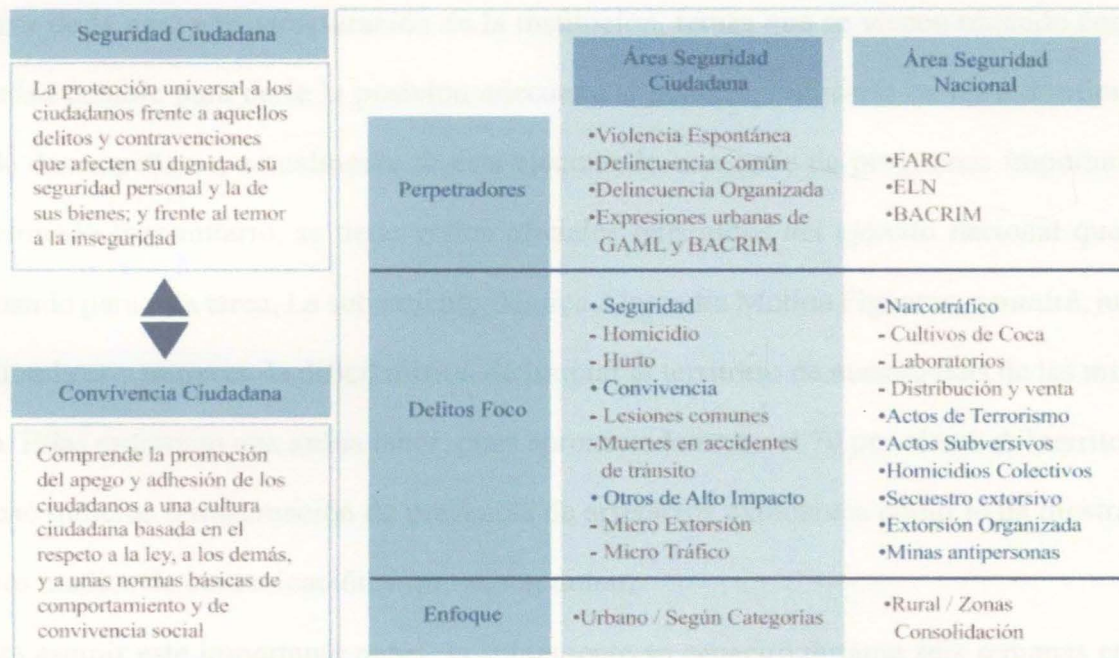 Seguridad Ciudadana
La protección universal a los
ciudadanos frente a aquellos
delitos y contravenciones
que afecten su dignidad, su
seguridad personal y la de
sus bienes; y frente al temor
a la inseguridad
Convivencia Ciudadana
Comprende la promoción
del apego y adhesión de los
ciudadanos a una cultura
ciudadana basada en el
respeto a la ley, a los demás,
y a unas normas básicas de
comportamiento y de
convivencia social
Área Seguridad
Ciudadana
Área Seguridad
Nacional
Perpetradores
•Violencia Espontánea
•Delincuencia Común
•Delincuencia Organizada
•Expresiones urbanas de
GAML y BACRIM
•FARC
•ELN
•BACRIM
Delitos Foco
•Seguridad
- Homicidio
- Hurto
•Convivencia
- Lesiones comunes
- Muertes en accidentes
de tránsito
•Otros de Alto Impacto
- Micro Extorsión
- Micro Tráfico
•Narcotráfico
- Cultivos de Coca
- Laboratorios
- Distribución y venta
•Actos de Terrorismo
•Actos Subversivos
•Homicidios Colectivos
•Secuestro extorsivo
•Extorsión Organizada
•Minas antipersonas
Enfoque
•Urbano / Según Categorías
•Rural / Zonas
Consolidación